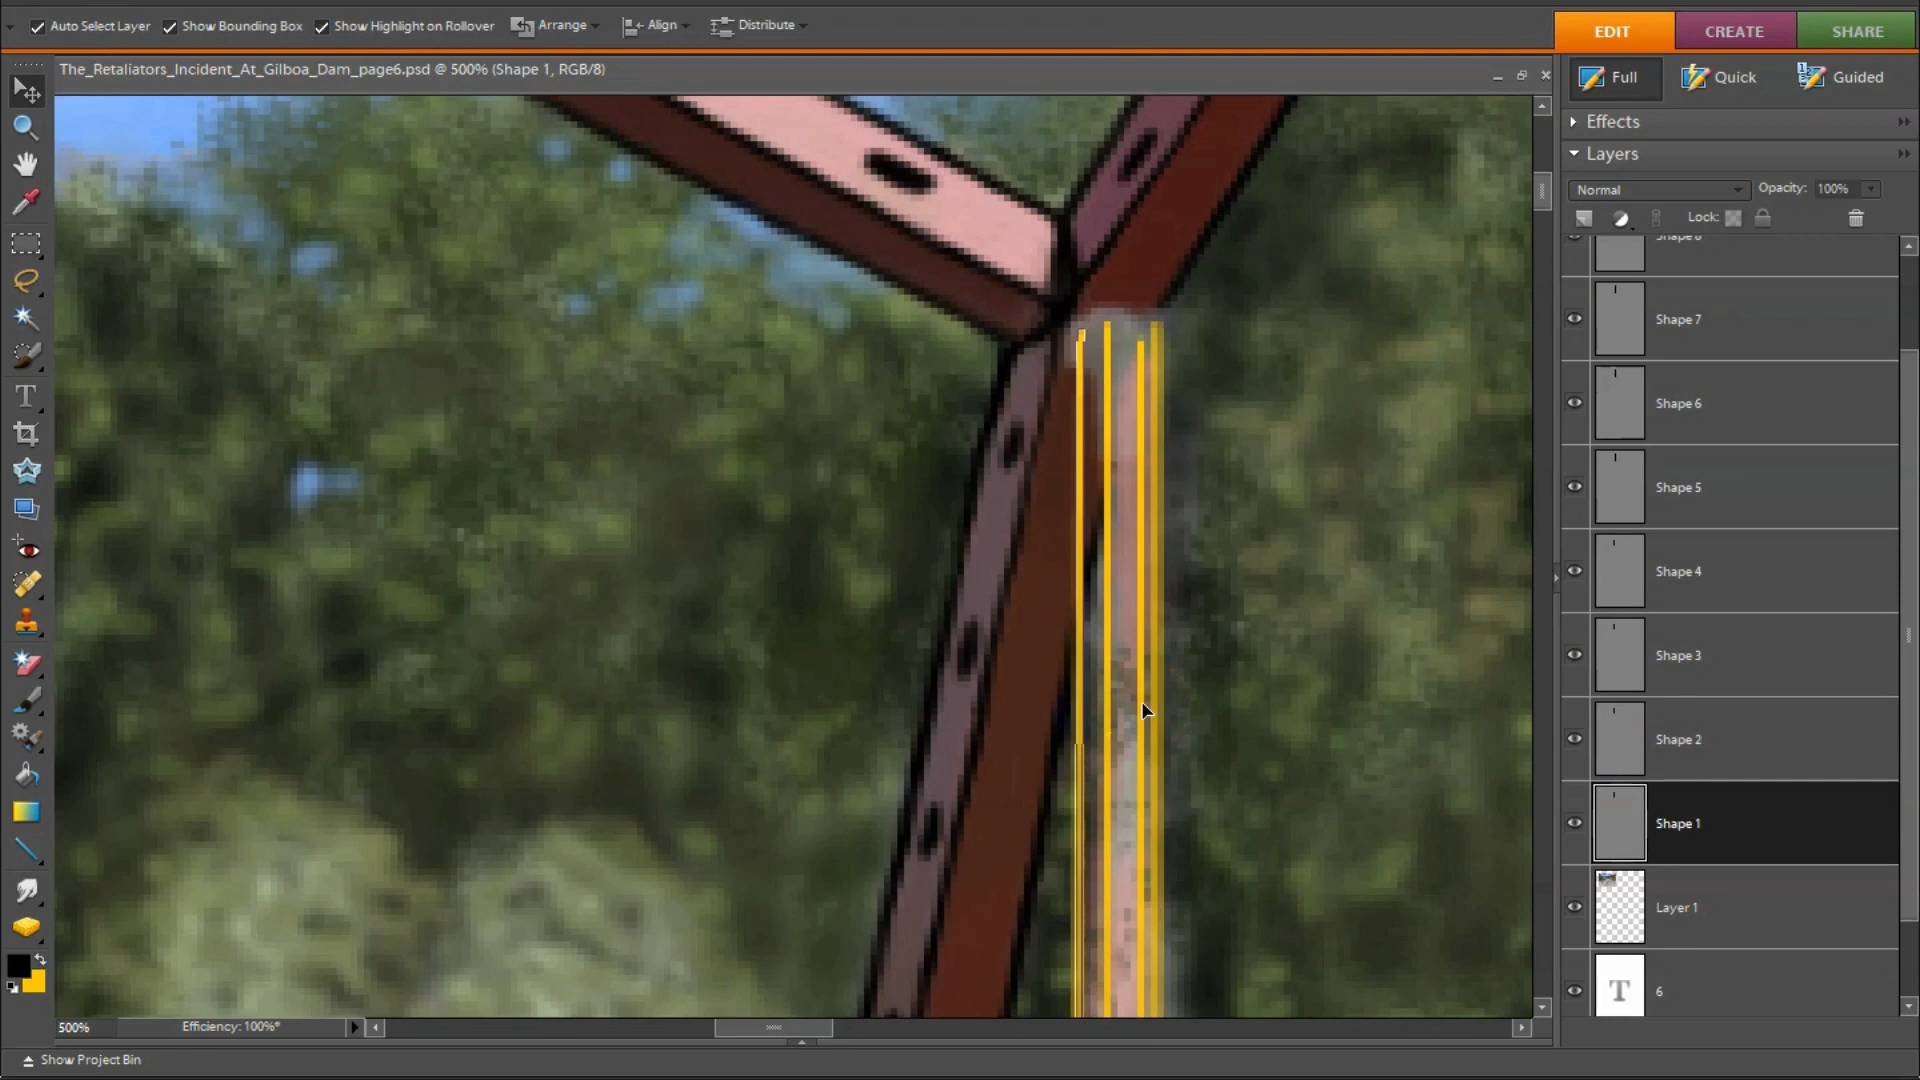 Auto Select Layer Show Bounding Box Show Highlight on Rollover Arrange Align Distribute
EDIT CREATE SHARE
The_Retaliators_Incident_At_Gilboa_Dam_page6.psd @ 500% (Shape 1, RGB/8)
Full Quick Guided
Effects
Layers
Normal Opacity: 100%
Lock:
Shape 8
Shape 7
Shape 6
Shape 5
Shape 4
Shape 3
Shape 2
Shape 1
Layer 1
T 6
500% Efficiency: 100%*
Show Project Bin